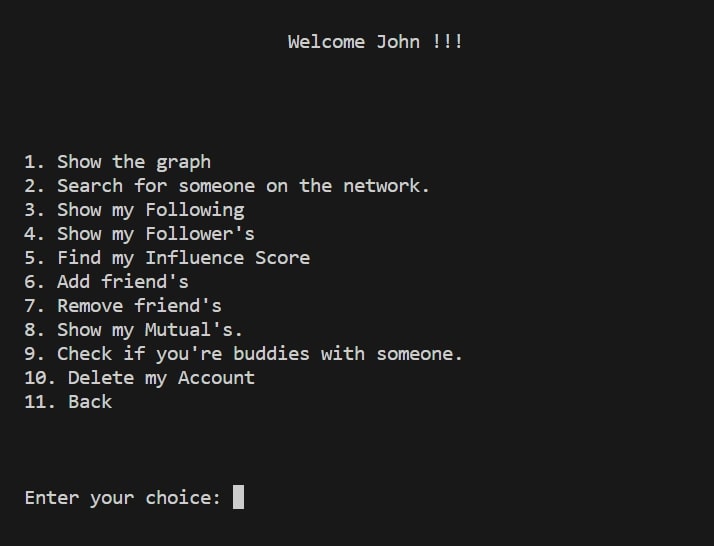 Welcome John !!!
1. Show the graph
2. Search for someone on the network.
3. Show my Following
4. Show my Follower's
5. Find my Influence Score
6. Add friend's
7. Remove friend's
8. Show my Mutual's.
9. Check if you're buddies with someone.
10. Delete my Account
11. Back
Enter your choice: